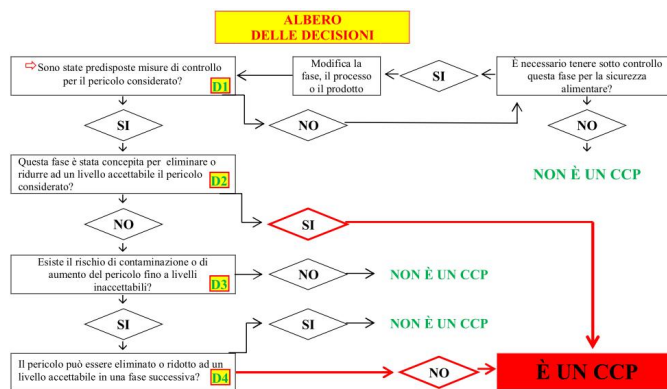 ALBERO
DELLE DECISIONI
⇨Sono state predisposte misure di controllo
per il pericolo considerato?
D1
Modifica la
fase, il processo
o il prodotto
SI
È necessario tenere sotto controllo
questa fase per la sicurezza
alimentare?
SI
NO
NO
NON È UN CCP
Questa fase è stata concepita per eliminare o
ridurre ad un livello accettabile il pericolo
considerato?
D2
NO
SI
Esiste il rischio di contaminazione o di
aumento del pericolo fino a livelli
inaccettabili?
D3
NO
NON È UN CCP
SI
SI
NON È UN CCP
Il pericolo può essere eliminato o ridotto ad un
livello accettabile in una fase successiva?
D4
NO
È UN CCP